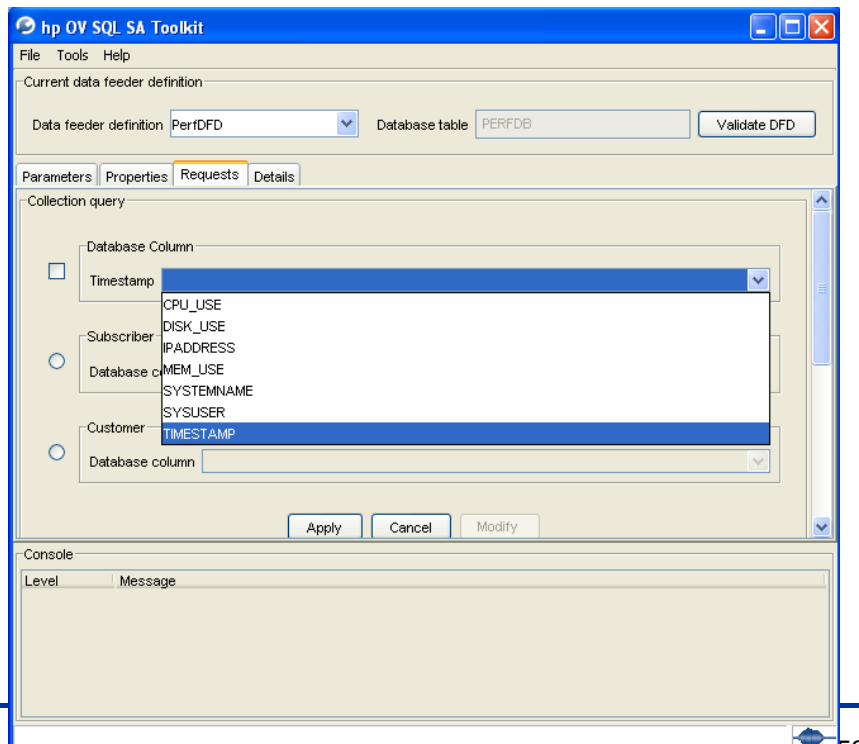 hp OV SQL SA Toolkit
File Tools Help
Current data feeder definition
Data feeder definition PerfDFD Database table PERFDB Validate DFD
Parameters Properties Requests Details
Collection query
Database Column
Timestamp
CPU_USE
DISK_USE
Subscriber
IPADDRESS
Database c MEM_USE
SYSTEMNAME
SYSUSER
Customer
TIMESTAMP
Database column
Apply Cancel Modify
Console
Level Message